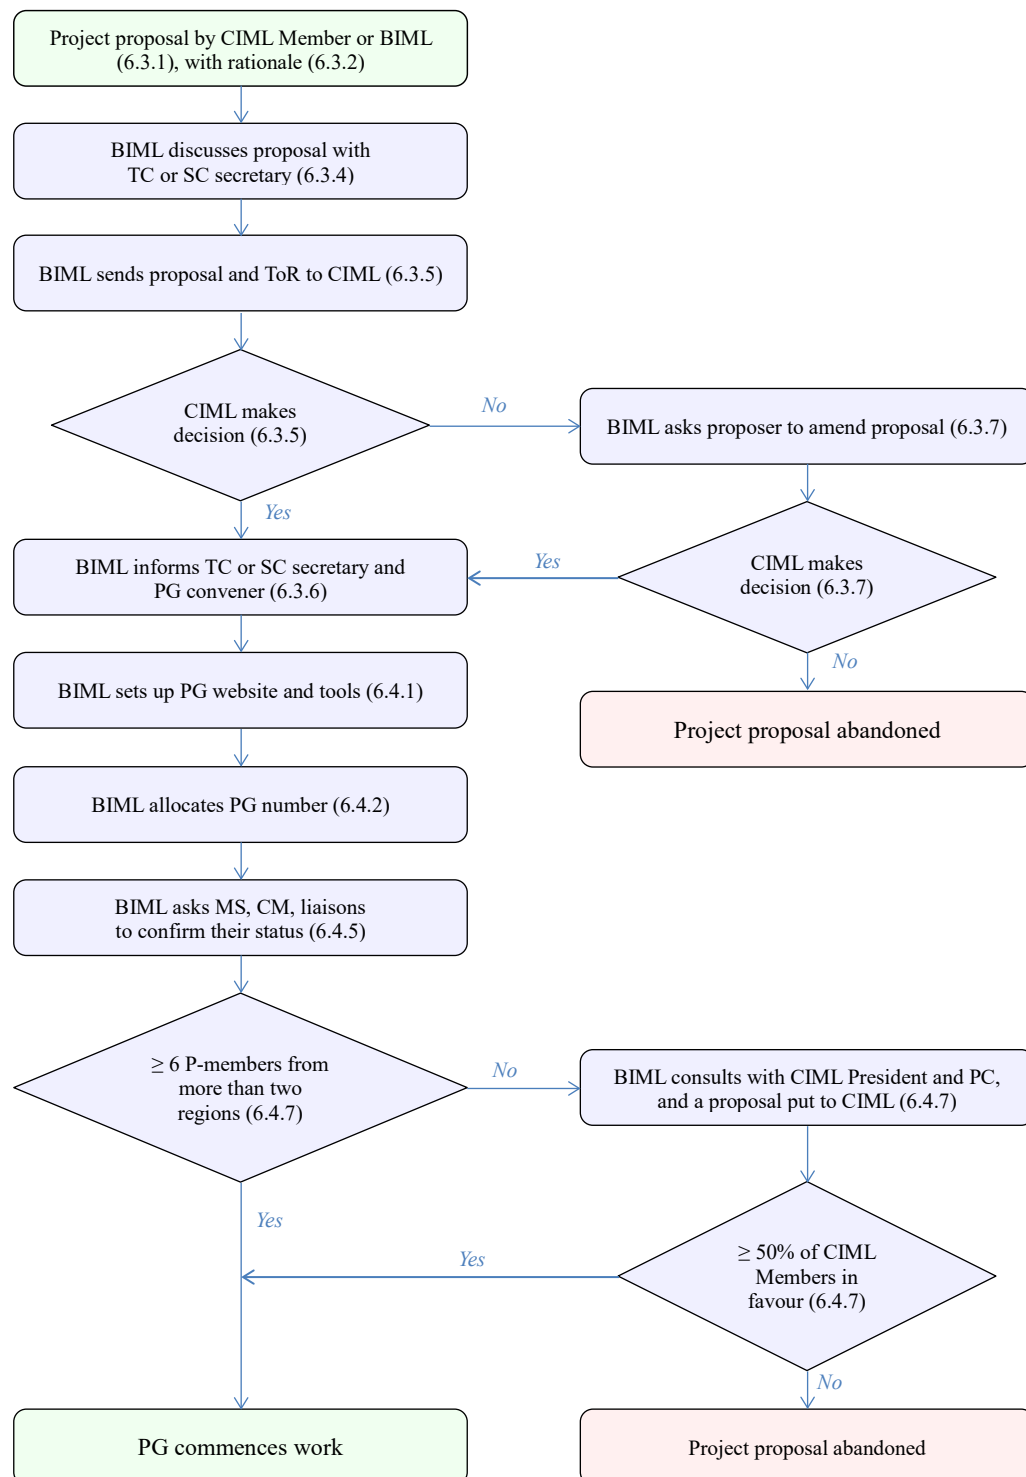 Project proposal by CIML Member or BIML
(6.3.1), with rationale (6.3.2)
BIML discusses proposal with
TC or SC secretary (6.3.4)
BIML sends proposal and ToR to CIML (6.3.5)
CIML makes
decision (6.3.5)
No
BIML asks proposer to amend proposal (6.3.7)
Yes
BIML informs TC or SC secretary and
PG convener (6.3.6)
Yes
CIML makes
decision (6.3.7)
No
BIML sets up PG website and tools (6.4.1)
Project proposal abandoned
BIML allocates PG number (6.4.2)
BIML asks MS, CM, liaisons
to confirm their status (6.4.5)
≥ 6 P-members from
more than two
regions (6.4.7)
No
BIML consults with CIML President and PC,
and a proposal put to CIML (6.4.7)
Yes
Yes
≥ 50% of CIML
Members in
favour (6.4.7)
No
PG commences work
Project proposal abandoned